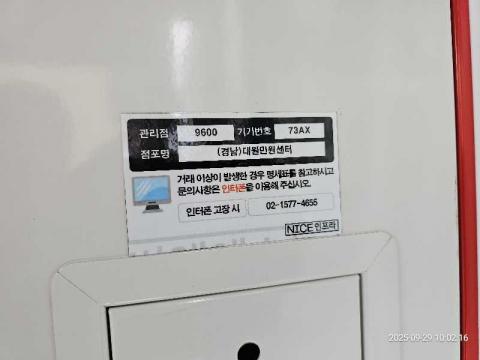 관리점 9600 기기번호 73AX
점포명 (경남)대원민원센터
거래 이상이 발생한 경우 명세표를 참고하시고
문의사항은 인터폰을 이용해 주십시오.
인터폰 고장 시 02-1577-4655
NICE 인프라
2025-09-29 10:02:16